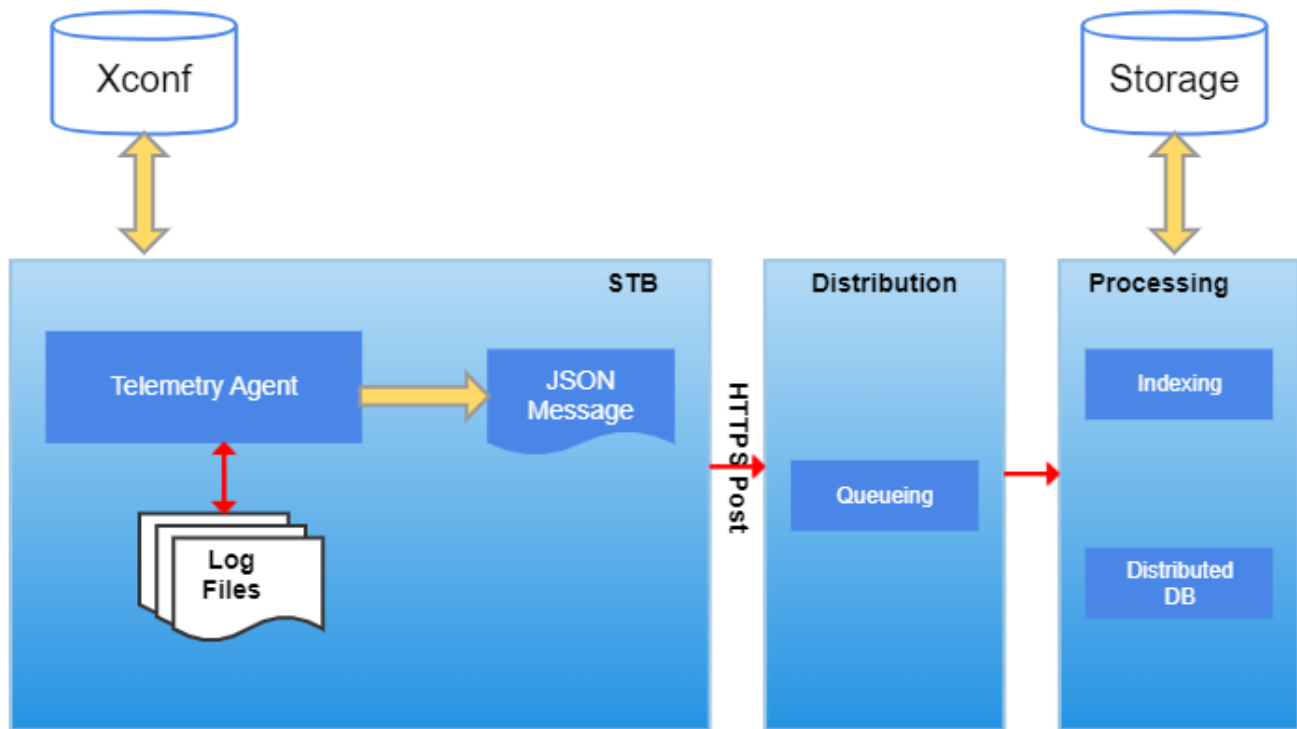 Xconf
Storage
STB
Distribution
Processing
Telemetry Agent
JSON
Message
HTTPS Post
Indexing
Queueing
Log
Files
Distributed
DB